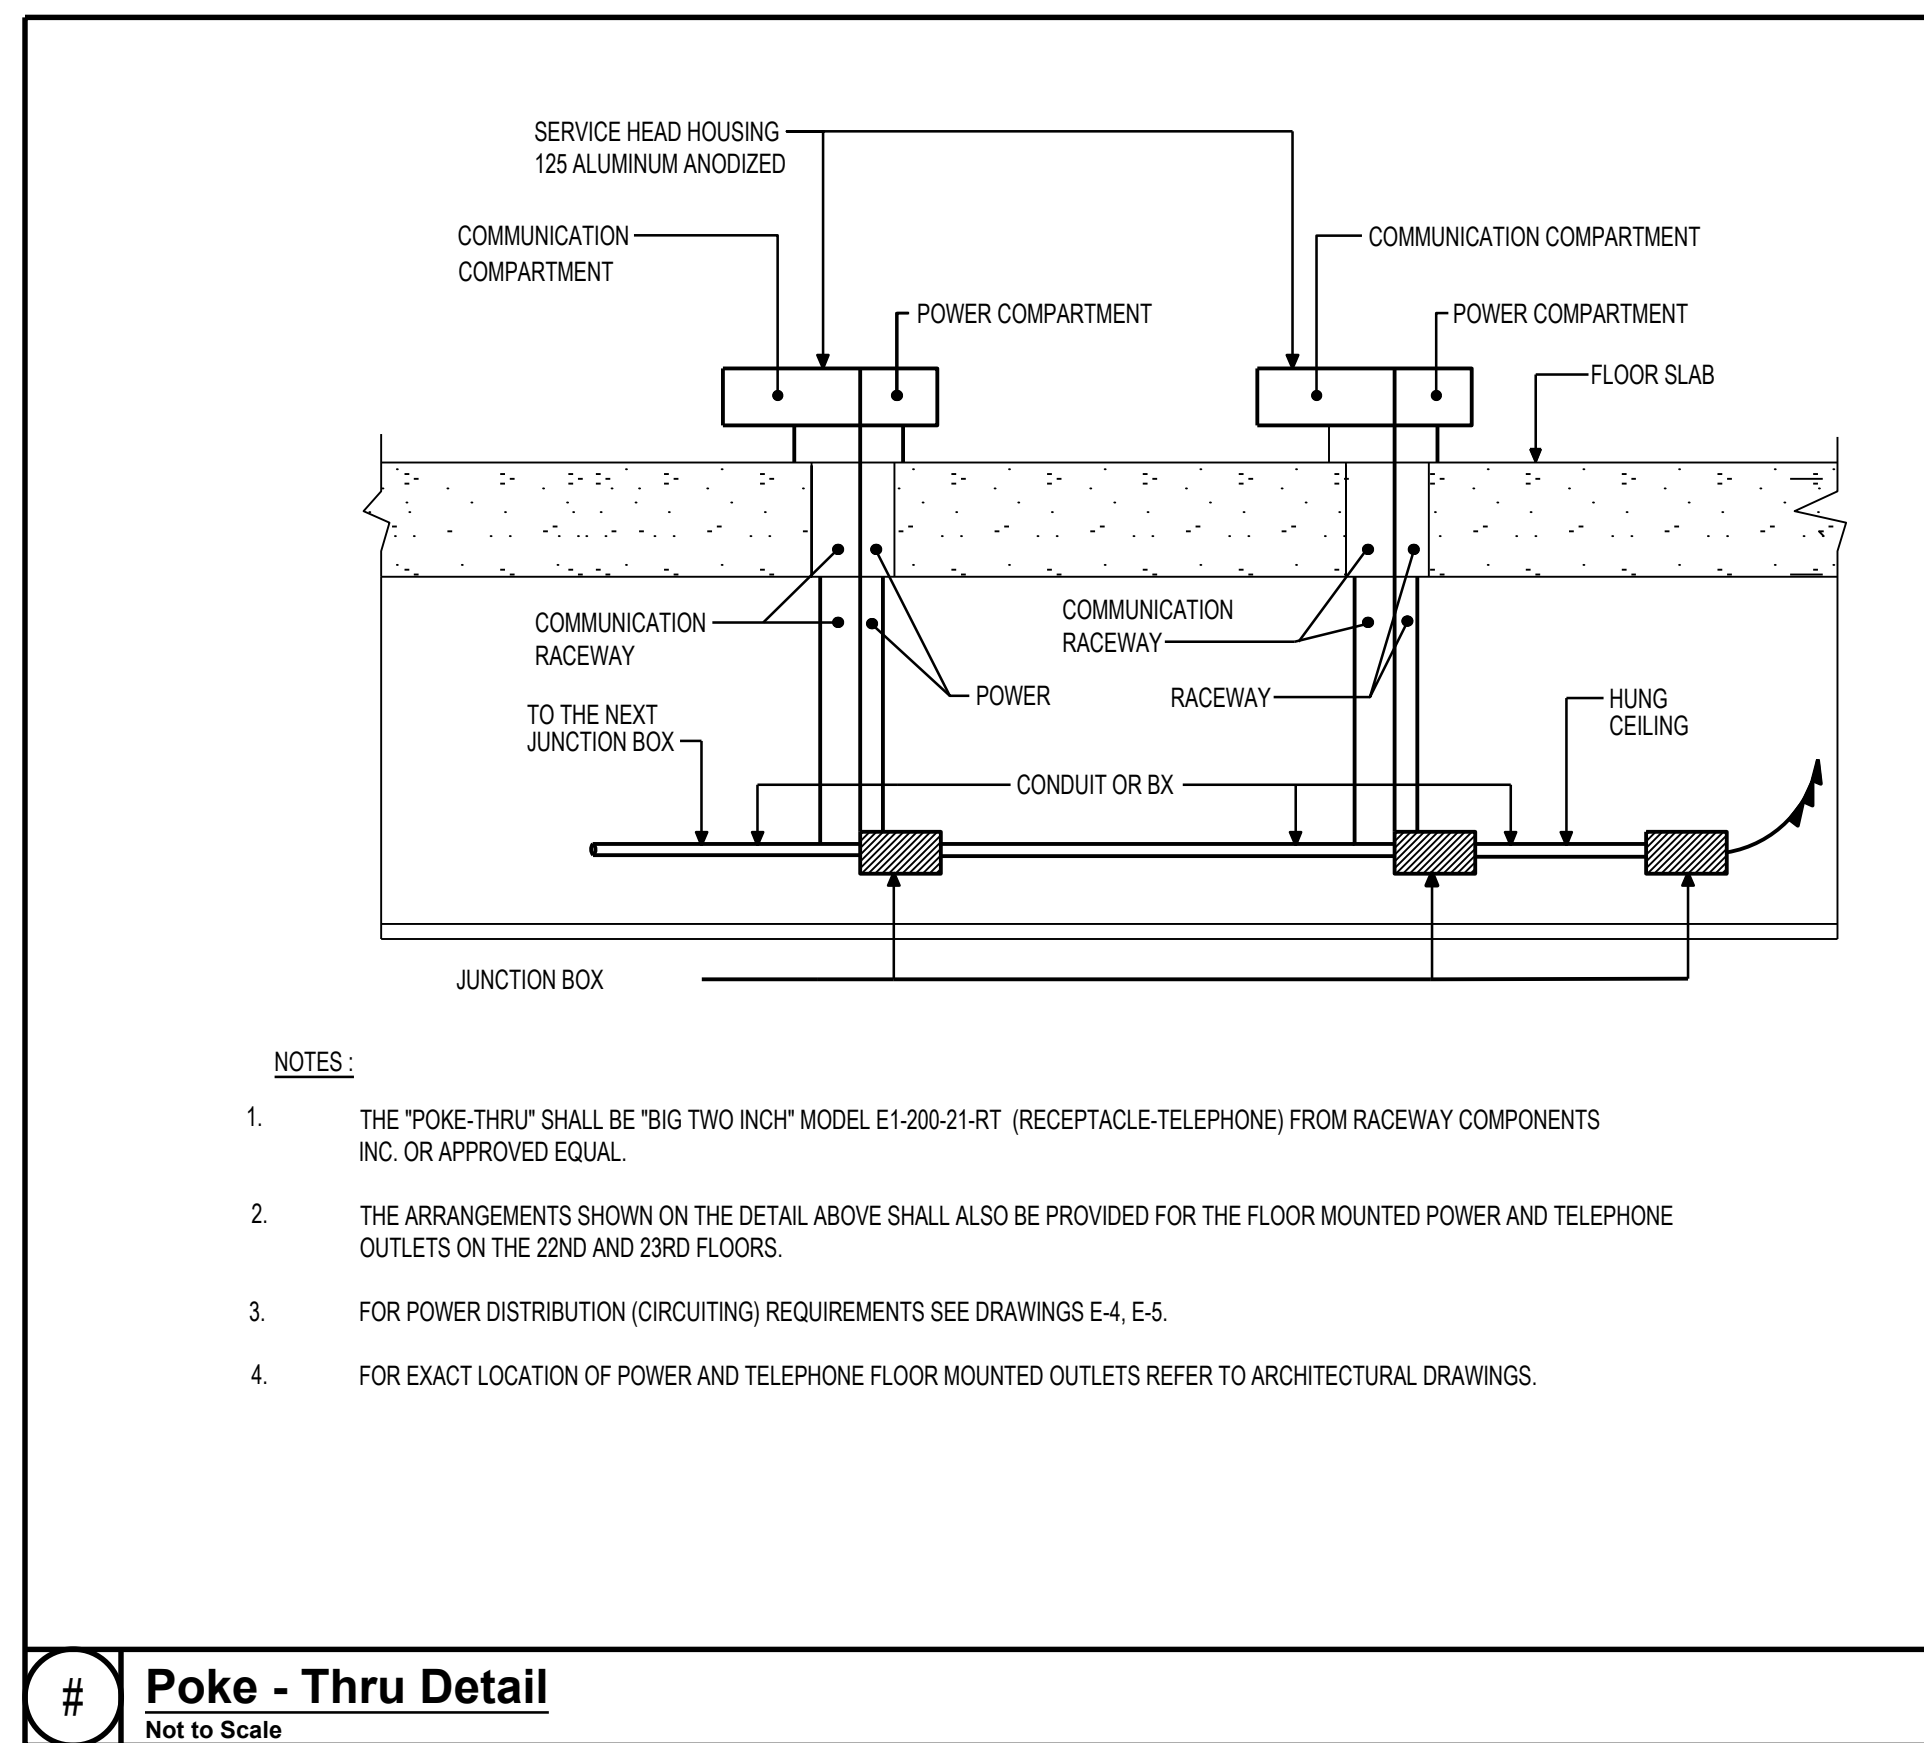 SERVICE HEAD HOUSING
125 ALUMINUM ANODIZED
COMMUNICATION
COMPARTMENT
COMMUNICATION COMPARTMENT
POWER COMPARTMENT
POWER COMPARTMENT
FLOOR SLAB
COMMUNICATION
RACEWAY
COMMUNICATION
RACEWAY
POWER
RACEWAY
HUNG
CEILING
TO THE NEXT
JUNCTION BOX
CONDUIT OR BX
JUNCTION BOX
NOTES :
1. THE "POKE-THRU" SHALL BE "BIG TWO INCH" MODEL E1-200-21-RT (RECEPTACLE-TELEPHONE) FROM RACEWAY COMPONENTS
INC. OR APPROVED EQUAL.
2. THE ARRANGEMENTS SHOWN ON THE DETAIL ABOVE SHALL ALSO BE PROVIDED FOR THE FLOOR MOUNTED POWER AND TELEPHONE
OUTLETS ON THE 22ND AND 23RD FLOORS.
3. FOR POWER DISTRIBUTION (CIRCUITING) REQUIREMENTS SEE DRAWINGS E-4, E-5.
4. FOR EXACT LOCATION OF POWER AND TELEPHONE FLOOR MOUNTED OUTLETS REFER TO ARCHITECTURAL DRAWINGS.
# Poke - Thru Detail
Not to Scale